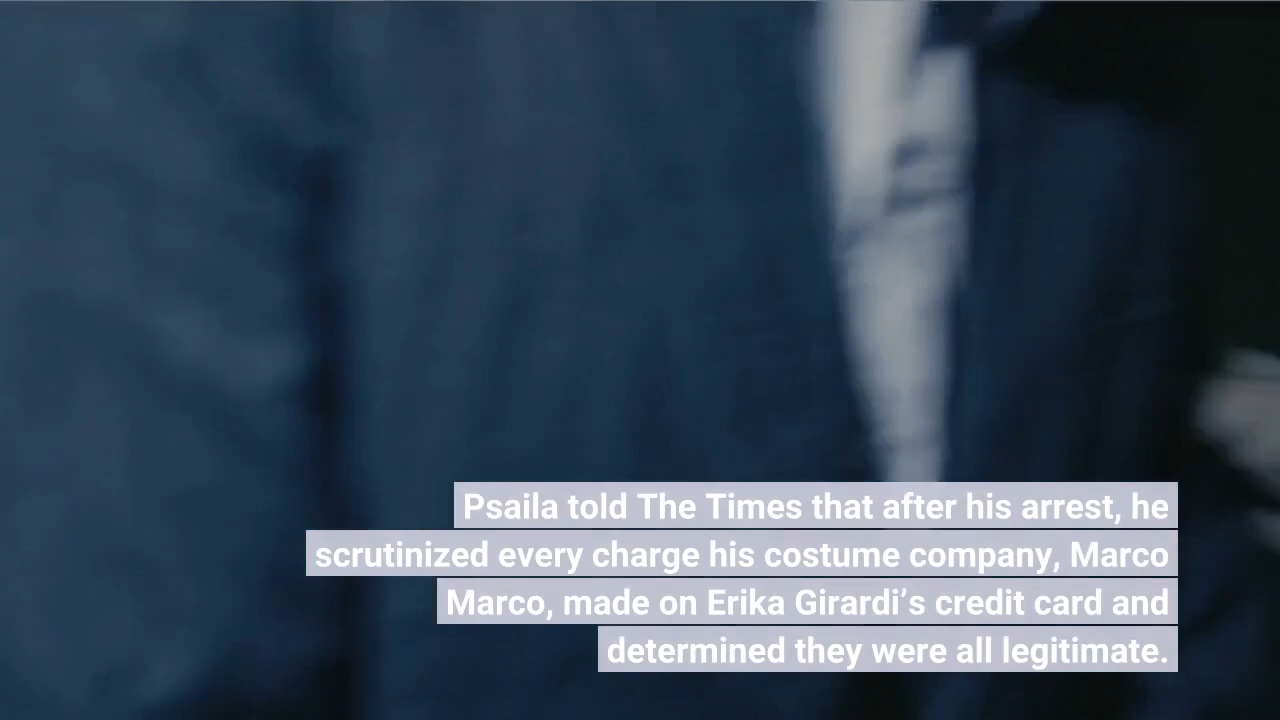 Psaila told The Times that after his arrest, he
scrutinized every charge his costume company, Marco
Marco, made on Erika Girardi’s credit card and
determined they were all legitimate.